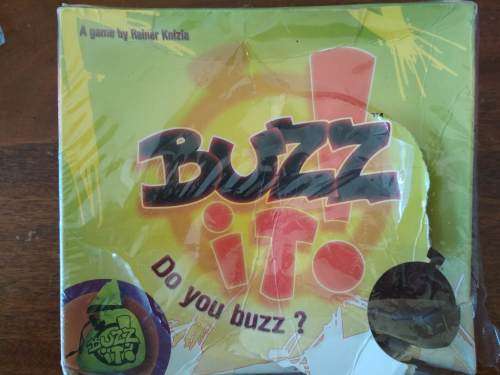 A game by Reiner Knizia
BUZZ
iT!
Do you buzz ?
BUZZ
iT!